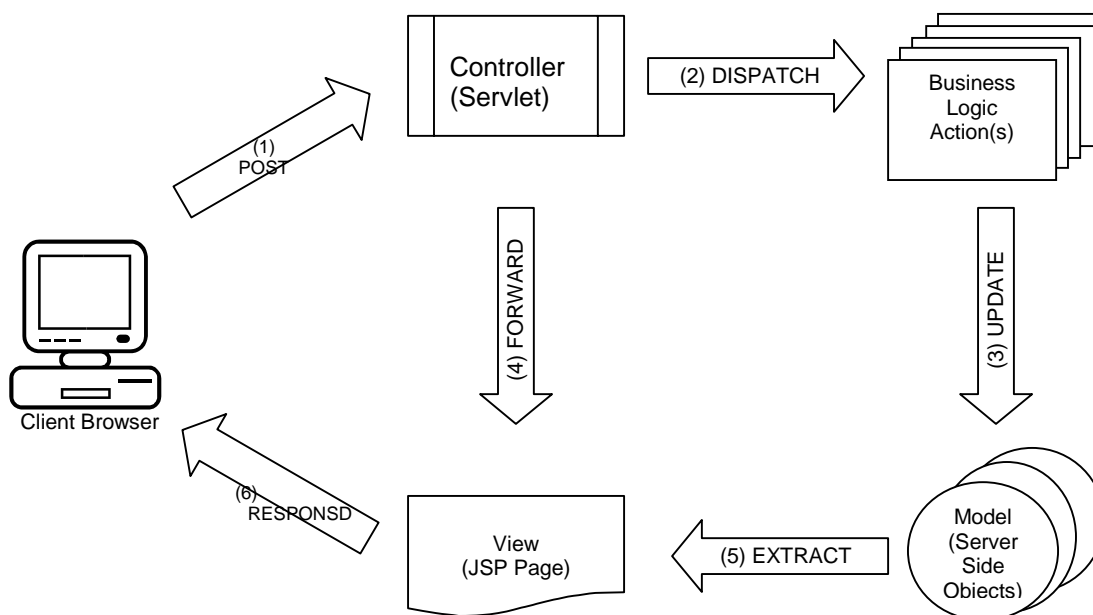 Controller
(Servlet)
(2) DISPATCH
Business
Logic
Action(s)
(1)
POST
(4) FORWARD
(3) UPDATE
Client Browser
(6)
RESPONSD
View
(JSP Page)
(5) EXTRACT
Model
(Server
Side
Objects)